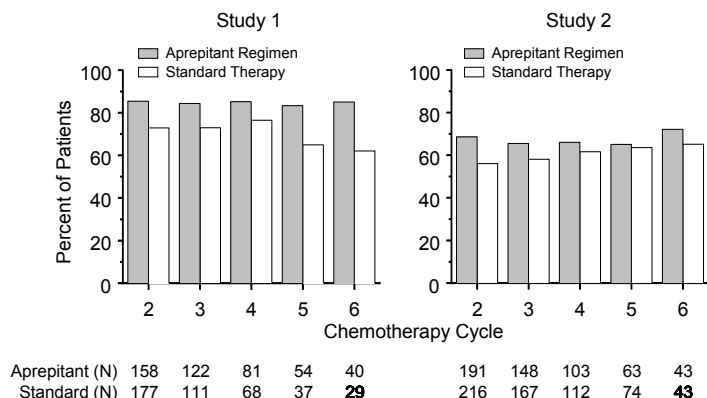 Study 1
Study 2
Aprepitant Regimen
Standard Therapy
Aprepitant Regimen
Standard Therapy
Percent of Patients
100
80
60
40
20
0
100
80
60
40
20
0
2 3 4 5 6
2 3 4 5 6
Chemotherapy Cycle
Aprepitant (N) 158 122 81 54 40 191 148 103 63 43
Standard (N) 177 111 68 37 29 216 167 112 74 43